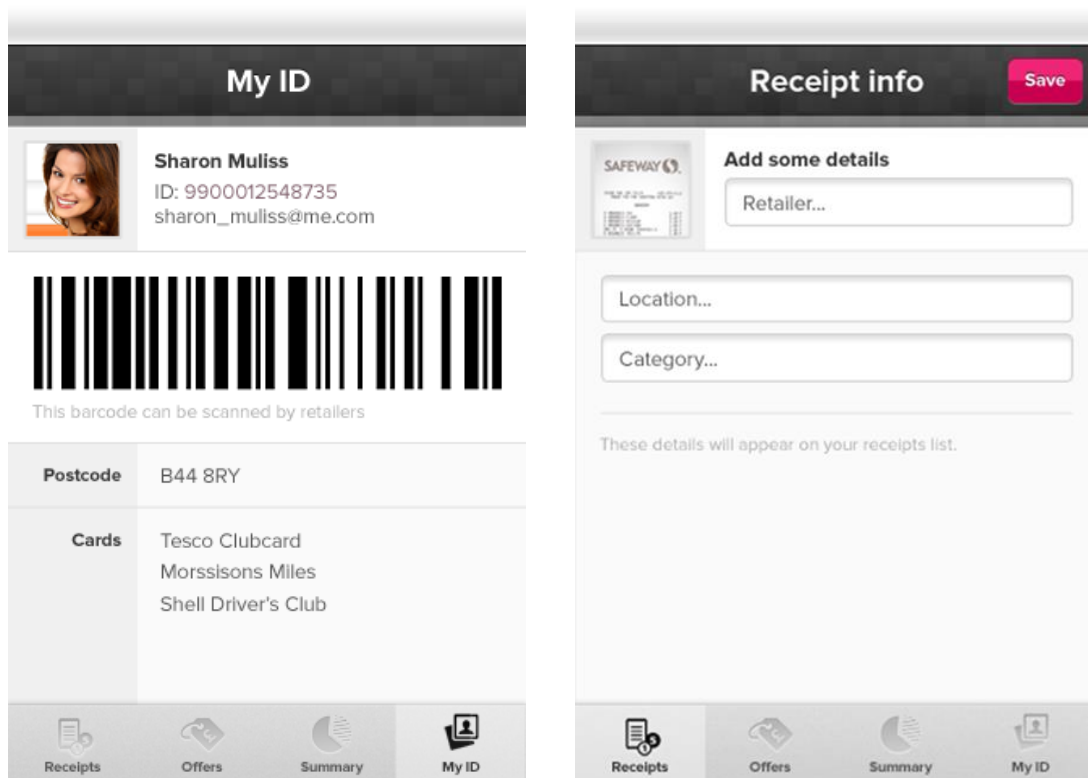 My ID
Sharon Muliss
ID: 9900012548735
sharon_muliss@me.com
This barcode can be scanned by retailers
Postcode B44 8RY
Cards Tesco Clubcard
Morssisons Miles
Shell Driver's Club
Receipts Offers Summary My ID
Receipt info Save
SAFEWAY
Add some details
Retailer...
Location...
Category...
These details will appear on your receipts list.
Receipts Offers Summary My ID